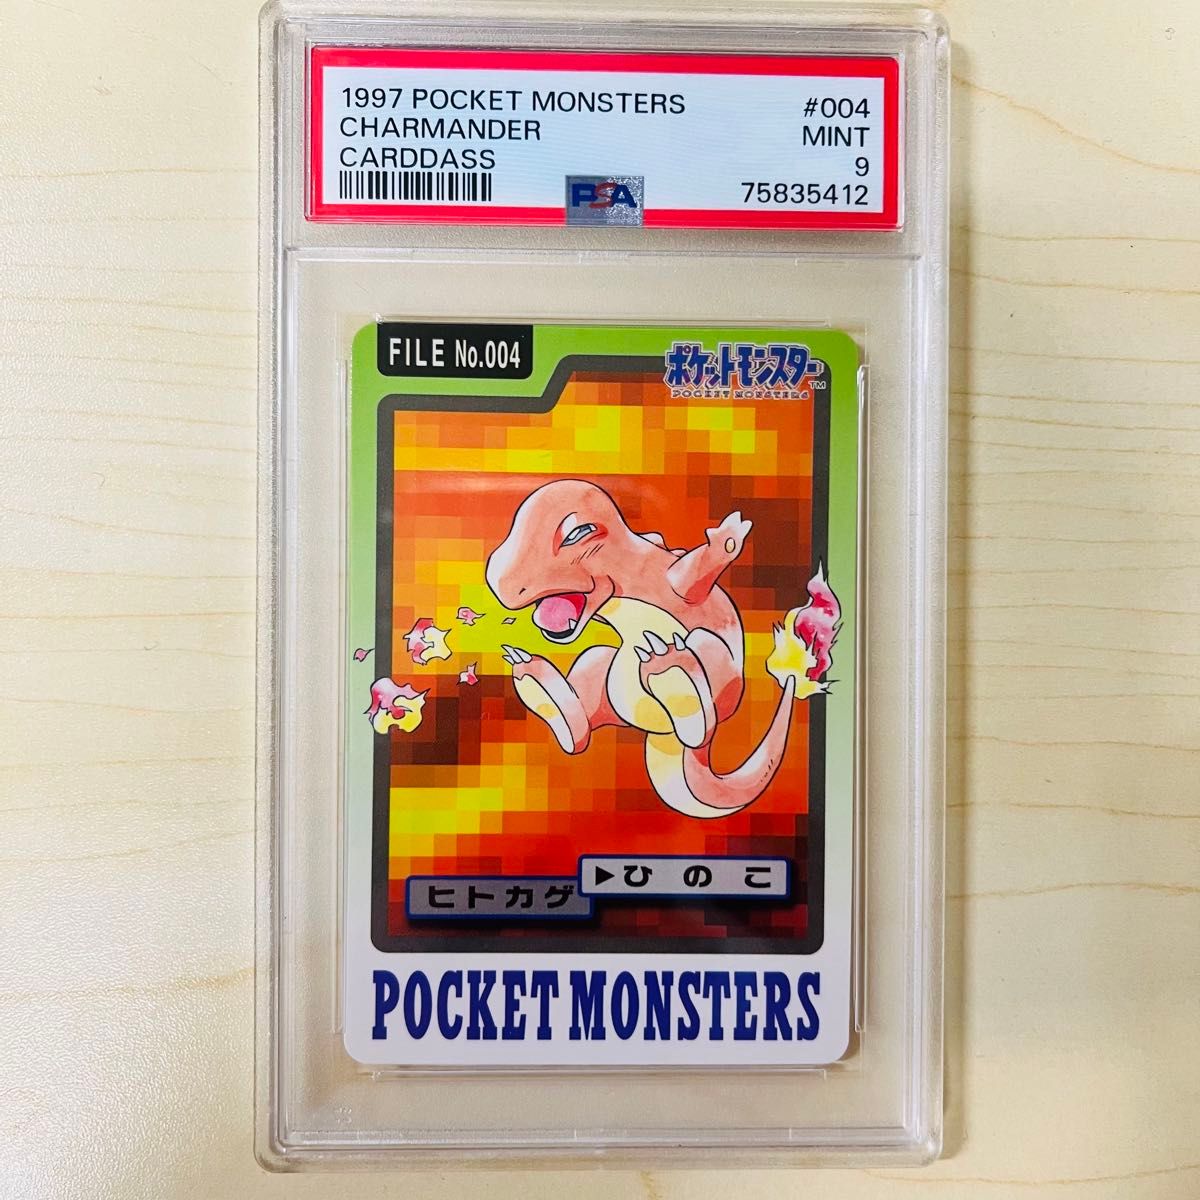 1997 POCKET MONSTERS #004
CHARMANDER MINT
CARDDASS 9
PSA 75835412
FILE No.004
ポケットモンスター TM
POCKET MONSTERS
▶ひのこ
ヒトカゲ
POCKET MONSTERS